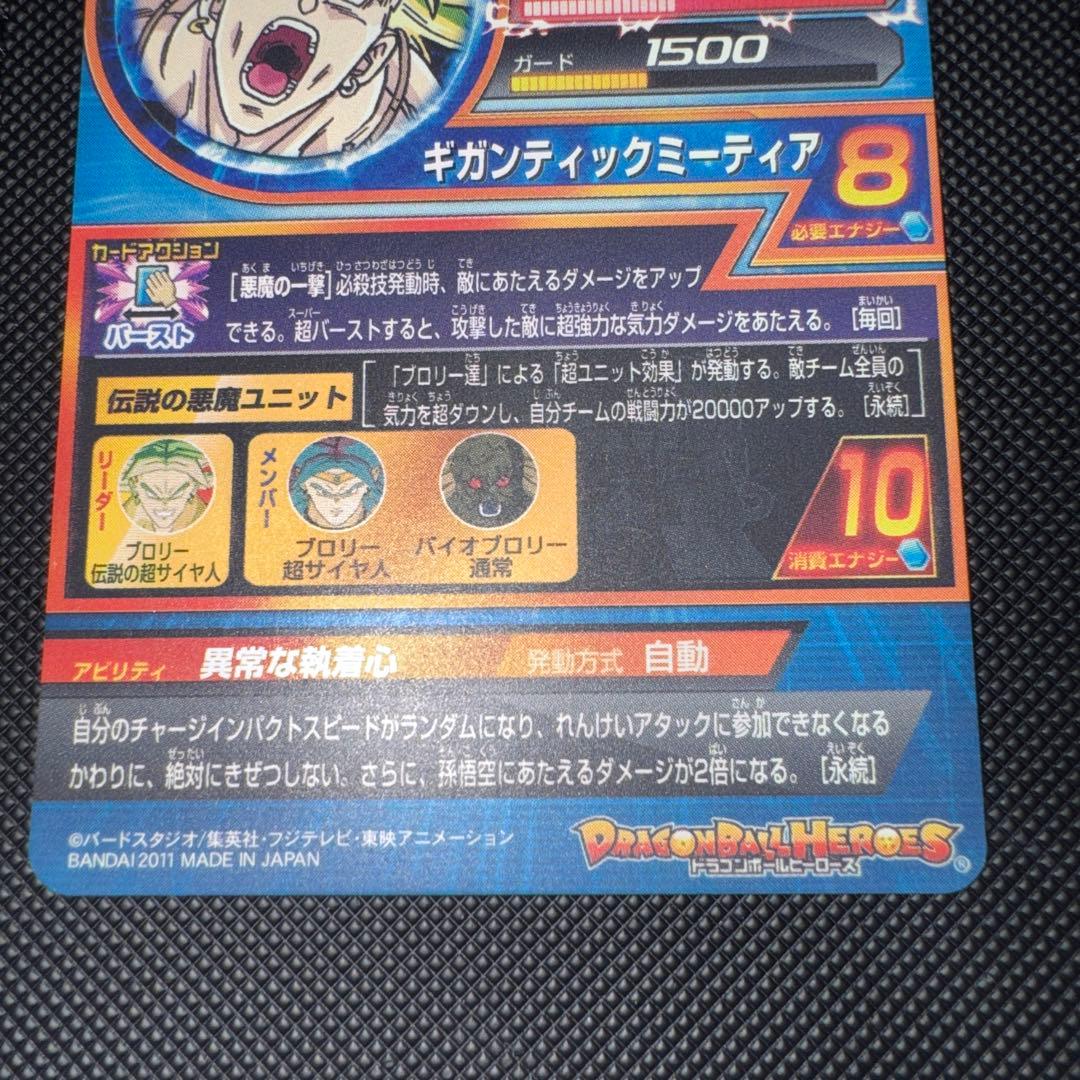 ガード 1500
ギガンティックミーティア 8
必要エナジー
カードアクション
バースト
[悪魔の一撃]必殺技発動時、敵にあたえるダメージをアップ
できる。超バーストすると、攻撃した敵に超強力な気力ダメージをあたえる。[毎回]
伝説の悪魔ユニット
「ブロリー達」による「超ユニット効果」が発動する。敵チーム全員の
気力を超ダウンし、自分チームの戦闘力が20000アップする。[永続]
リーダー
ブロリー
伝説の超サイヤ人
メンバー
ブロリー
超サイヤ人
バイオブロリー
通常
10
消費エナジー
アビリティ 異常な執着心 発動方式 自動
自分のチャージインパクトスピードがランダムになり、れんけいアタックに参加できなくなる
かわりに、絶対にきぜつしない。さらに、孫悟空にあたえるダメージが2倍になる。[永続]
©バードスタジオ/集英社・フジテレビ・東映アニメーション
BANDAI 2011 MADE IN JAPAN
DRAGONBALL HEROES
ドラゴンボールヒーローズ ®